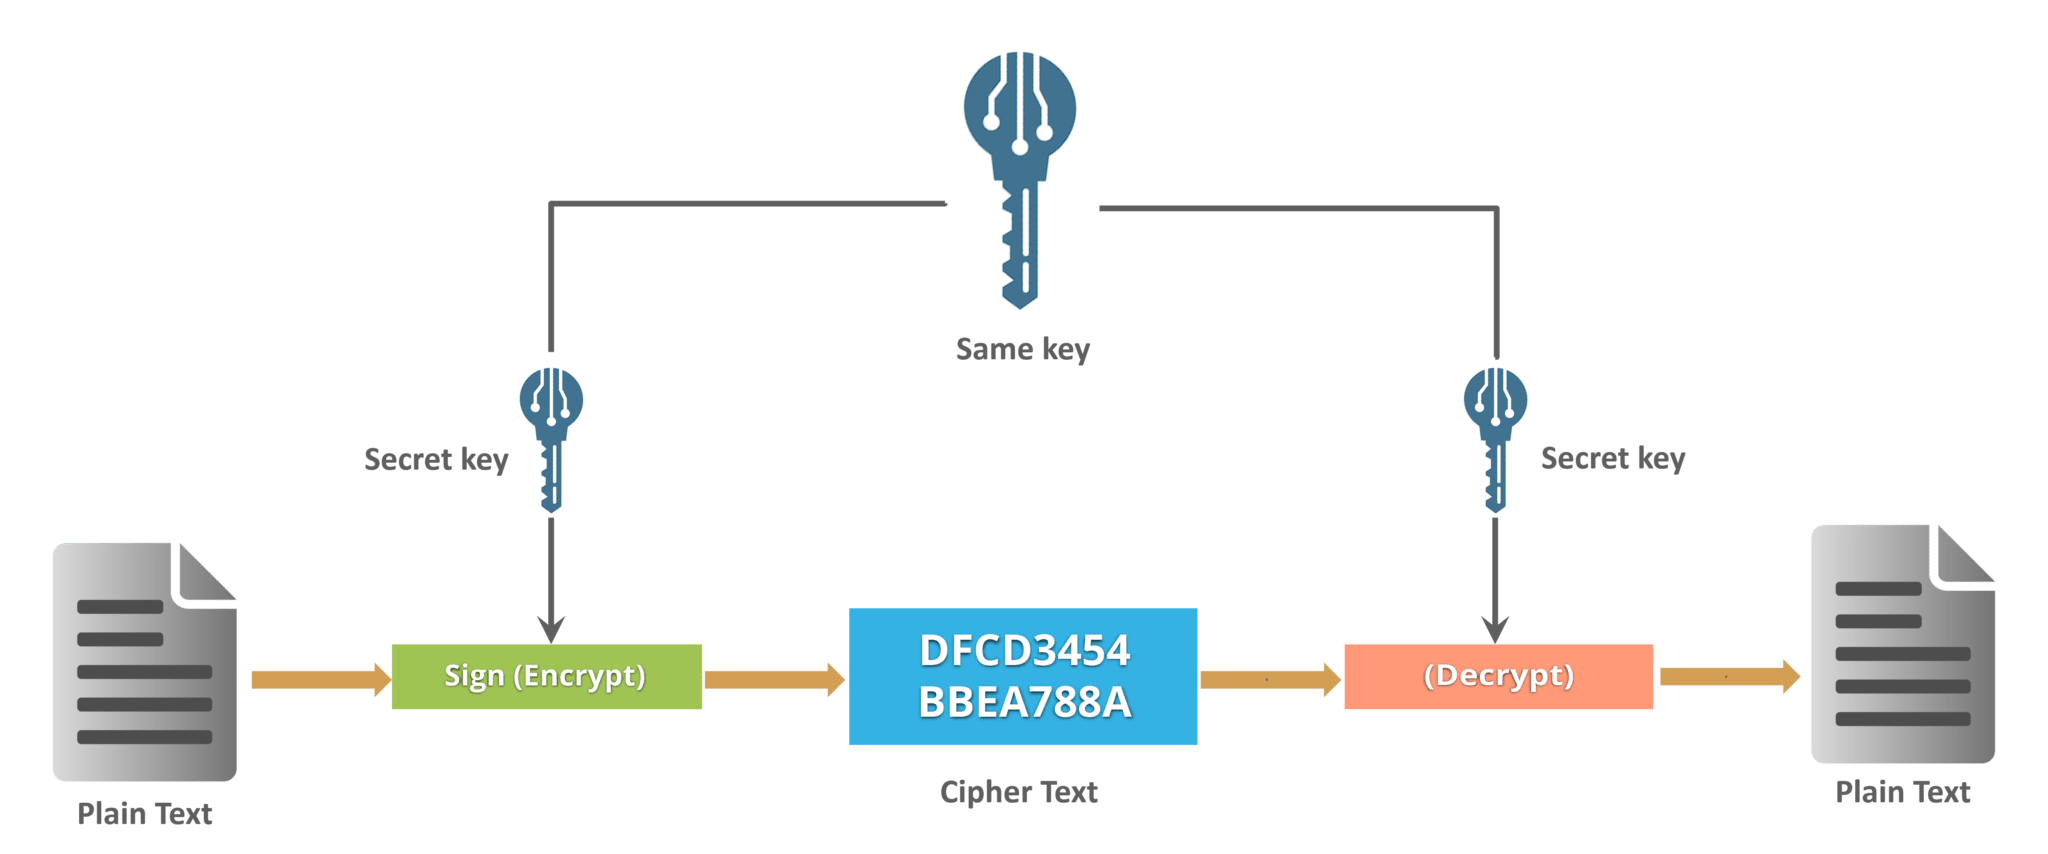 Same key
Secret key
Secret key
Sign (Encrypt)
DFCD3454
BBEA788A
(Decrypt)
Plain Text
Cipher Text
Plain Text